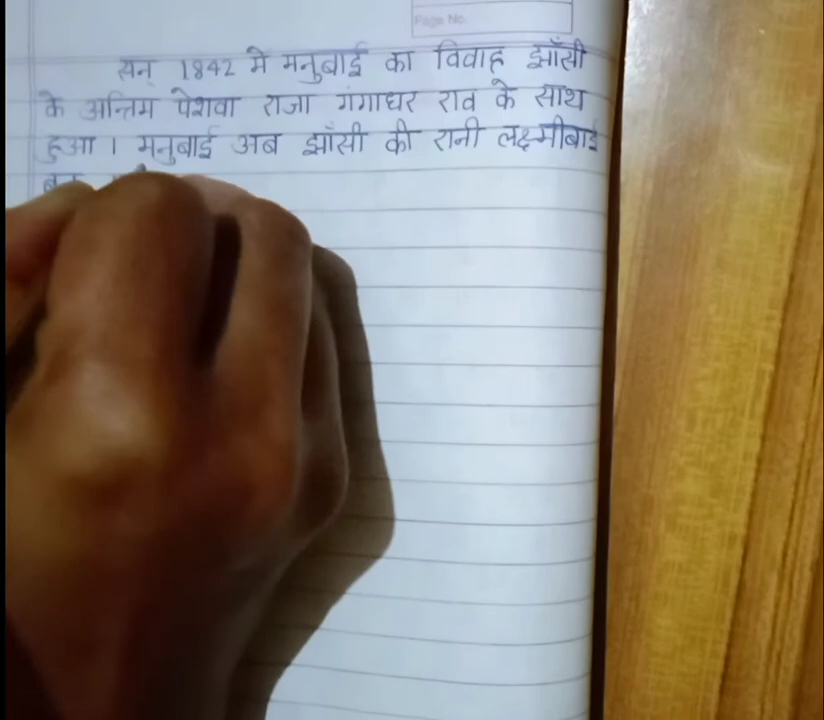 Page No.
सन् 1842 मे मनुबाई का विवाह झाँसी
के अन्तिम पेशवा राजा गंगाधर राव के साथ
हुआ । मनुबाई अब झाँसी की रानी लक्ष्मीबाई